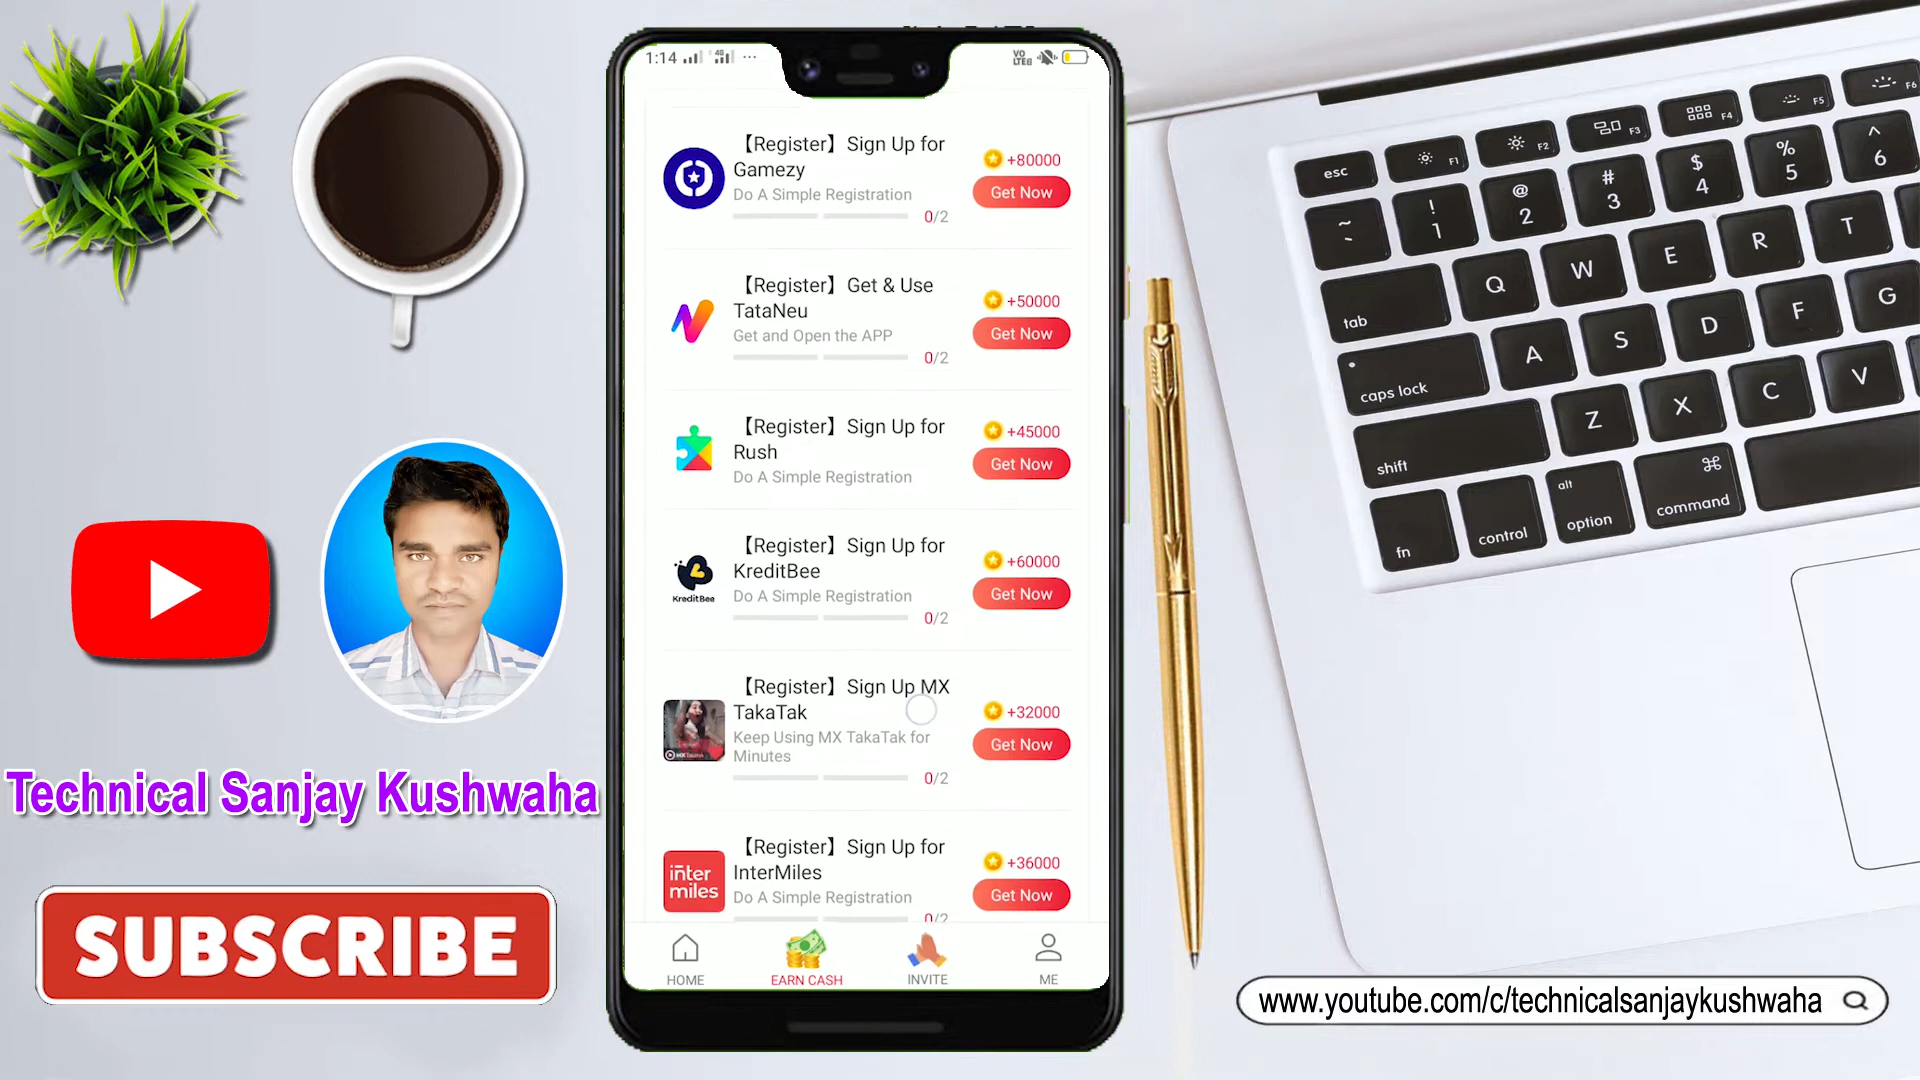 1:14
4G
VO
LTE
【Register】Sign Up for
Gamezy
Do A Simple Registration
0/2
+80000
Get Now
【Register】Get & Use
TataNeu
Get and Open the APP
0/2
+50000
Get Now
【Register】Sign Up for
Rush
Do A Simple Registration
+45000
Get Now
KreditBee
【Register】Sign Up for
KreditBee
Do A Simple Registration
0/2
+60000
Get Now
【Register】Sign Up MX
TakaTak
Keep Using MX TakaTak for
Minutes
0/2
+32000
Get Now
inter
miles
【Register】Sign Up for
InterMiles
Do A Simple Registration
0/2
+36000
Get Now
HOME
EARN CASH
INVITE
ME
Technical Sanjay Kushwaha
SUBSCRIBE
www.youtube.com/c/technicalsanjaykushwaha
esc
F1
F2
F3
F4
F5
F6
~
`
!
1
@
2
#
3
$
4
%
5
^
6
tab
Q
W
E
R
T
caps lock
A
S
D
F
G
shift
Z
X
C
V
fn
control
alt
option
⌘
command